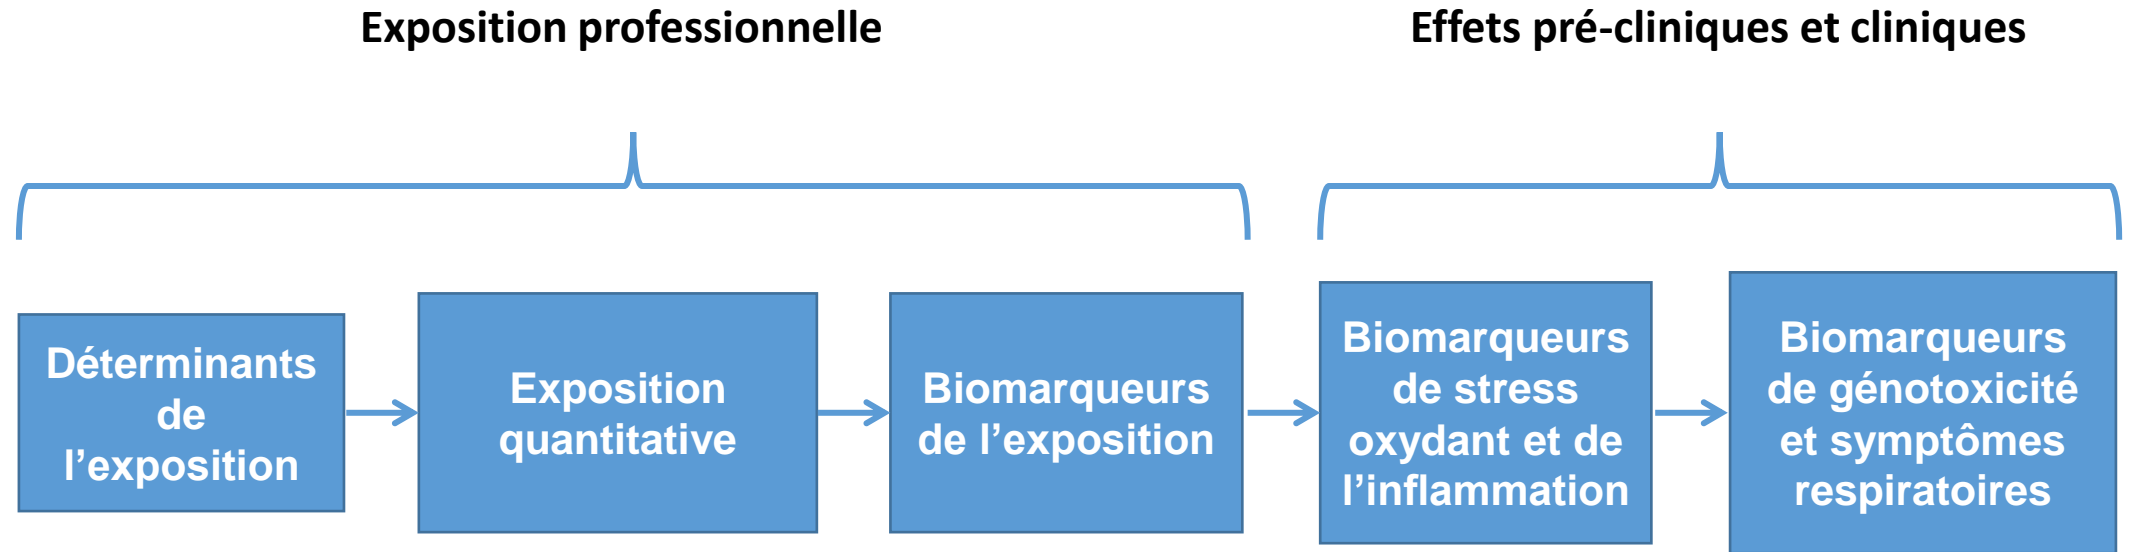 Exposition professionnelle
Effets pré-cliniques et cliniques
Déterminants
de
l’exposition
Exposition
quantitative
Biomarqueurs
de l’exposition
Biomarqueurs
de stress
oxydant et de
l’inflammation
Biomarqueurs
de génotoxicité
et symptômes
respiratoires